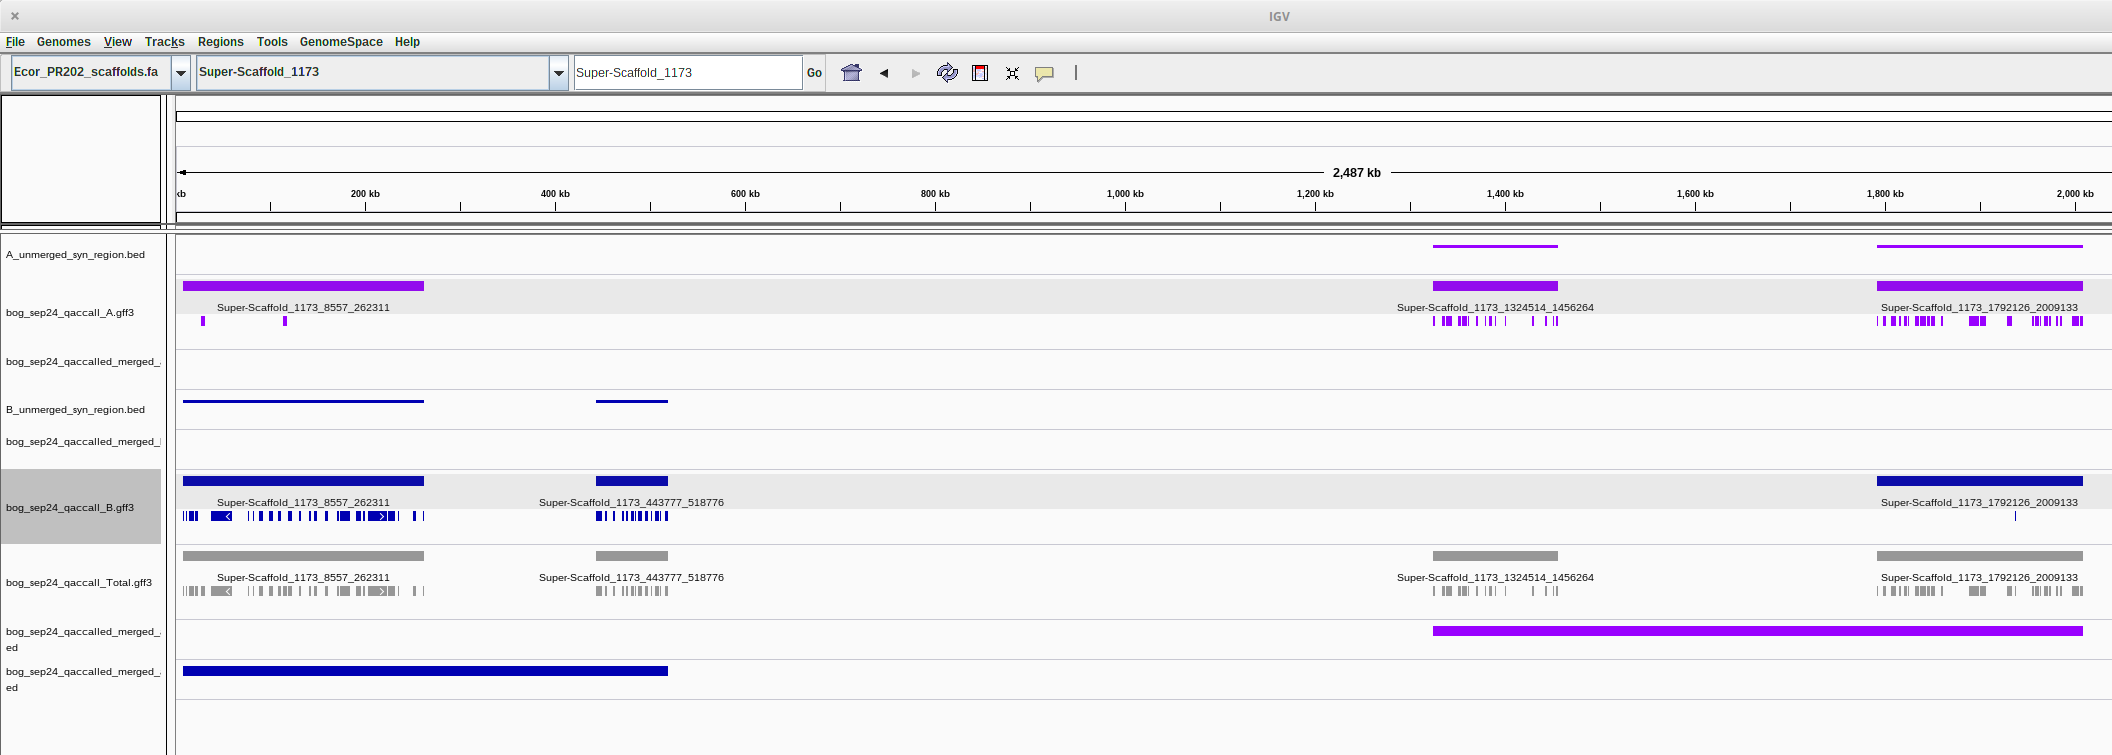 IGV
File Genomes View Tracks Regions Tools GenomeSpace Help
Ecor_PR202_scaffolds.fa Super-Scaffold_1173 Super-Scaffold_1173 Go
2,487 kb
kb 200 kb 400 kb 600 kb 800 kb 1,000 kb 1,200 kb 1,400 kb 1,600 kb 1,800 kb 2,000 kb
A_unmerged_syn_region.bed
Super-Scaffold_1173_8557_262311 Super-Scaffold_1173_1324514_1456264 Super-Scaffold_1173_1792126_2009133
bog_sep24_qaccall_A.gff3
bog_sep24_qaccalled_merged_
B_unmerged_syn_region.bed
bog_sep24_qaccalled_merged_
Super-Scaffold_1173_8557_262311 Super-Scaffold_1173_443777_518776 Super-Scaffold_1173_1792126_2009133
bog_sep24_qaccall_B.gff3
Super-Scaffold_1173_8557_262311 Super-Scaffold_1173_443777_518776 Super-Scaffold_1173_1324514_1456264 Super-Scaffold_1173_1792126_2009133
bog_sep24_qaccall_Total.gff3
bog_sep24_qaccalled_merged_
ed
bog_sep24_qaccalled_merged_
ed